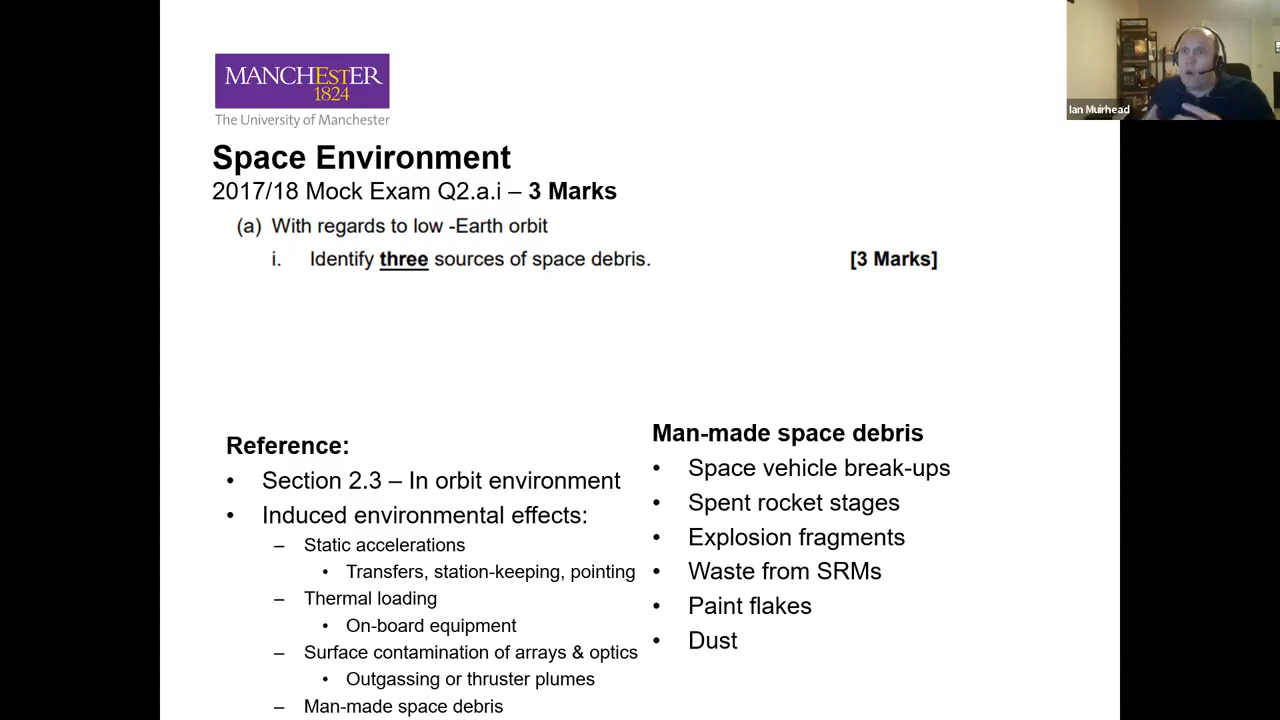 MANCHESTER
1824
The University of Manchester
Ian Muirhead
Space Environment
2017/18 Mock Exam Q2.a.i – 3 Marks
(a) With regards to low -Earth orbit
i. Identify three sources of space debris. [3 Marks]
Reference:
• Section 2.3 – In orbit environment
• Induced environmental effects:
– Static accelerations
• Transfers, station-keeping, pointing
– Thermal loading
• On-board equipment
– Surface contamination of arrays & optics
• Outgassing or thruster plumes
– Man-made space debris
Man-made space debris
• Space vehicle break-ups
• Spent rocket stages
• Explosion fragments
• Waste from SRMs
• Paint flakes
• Dust